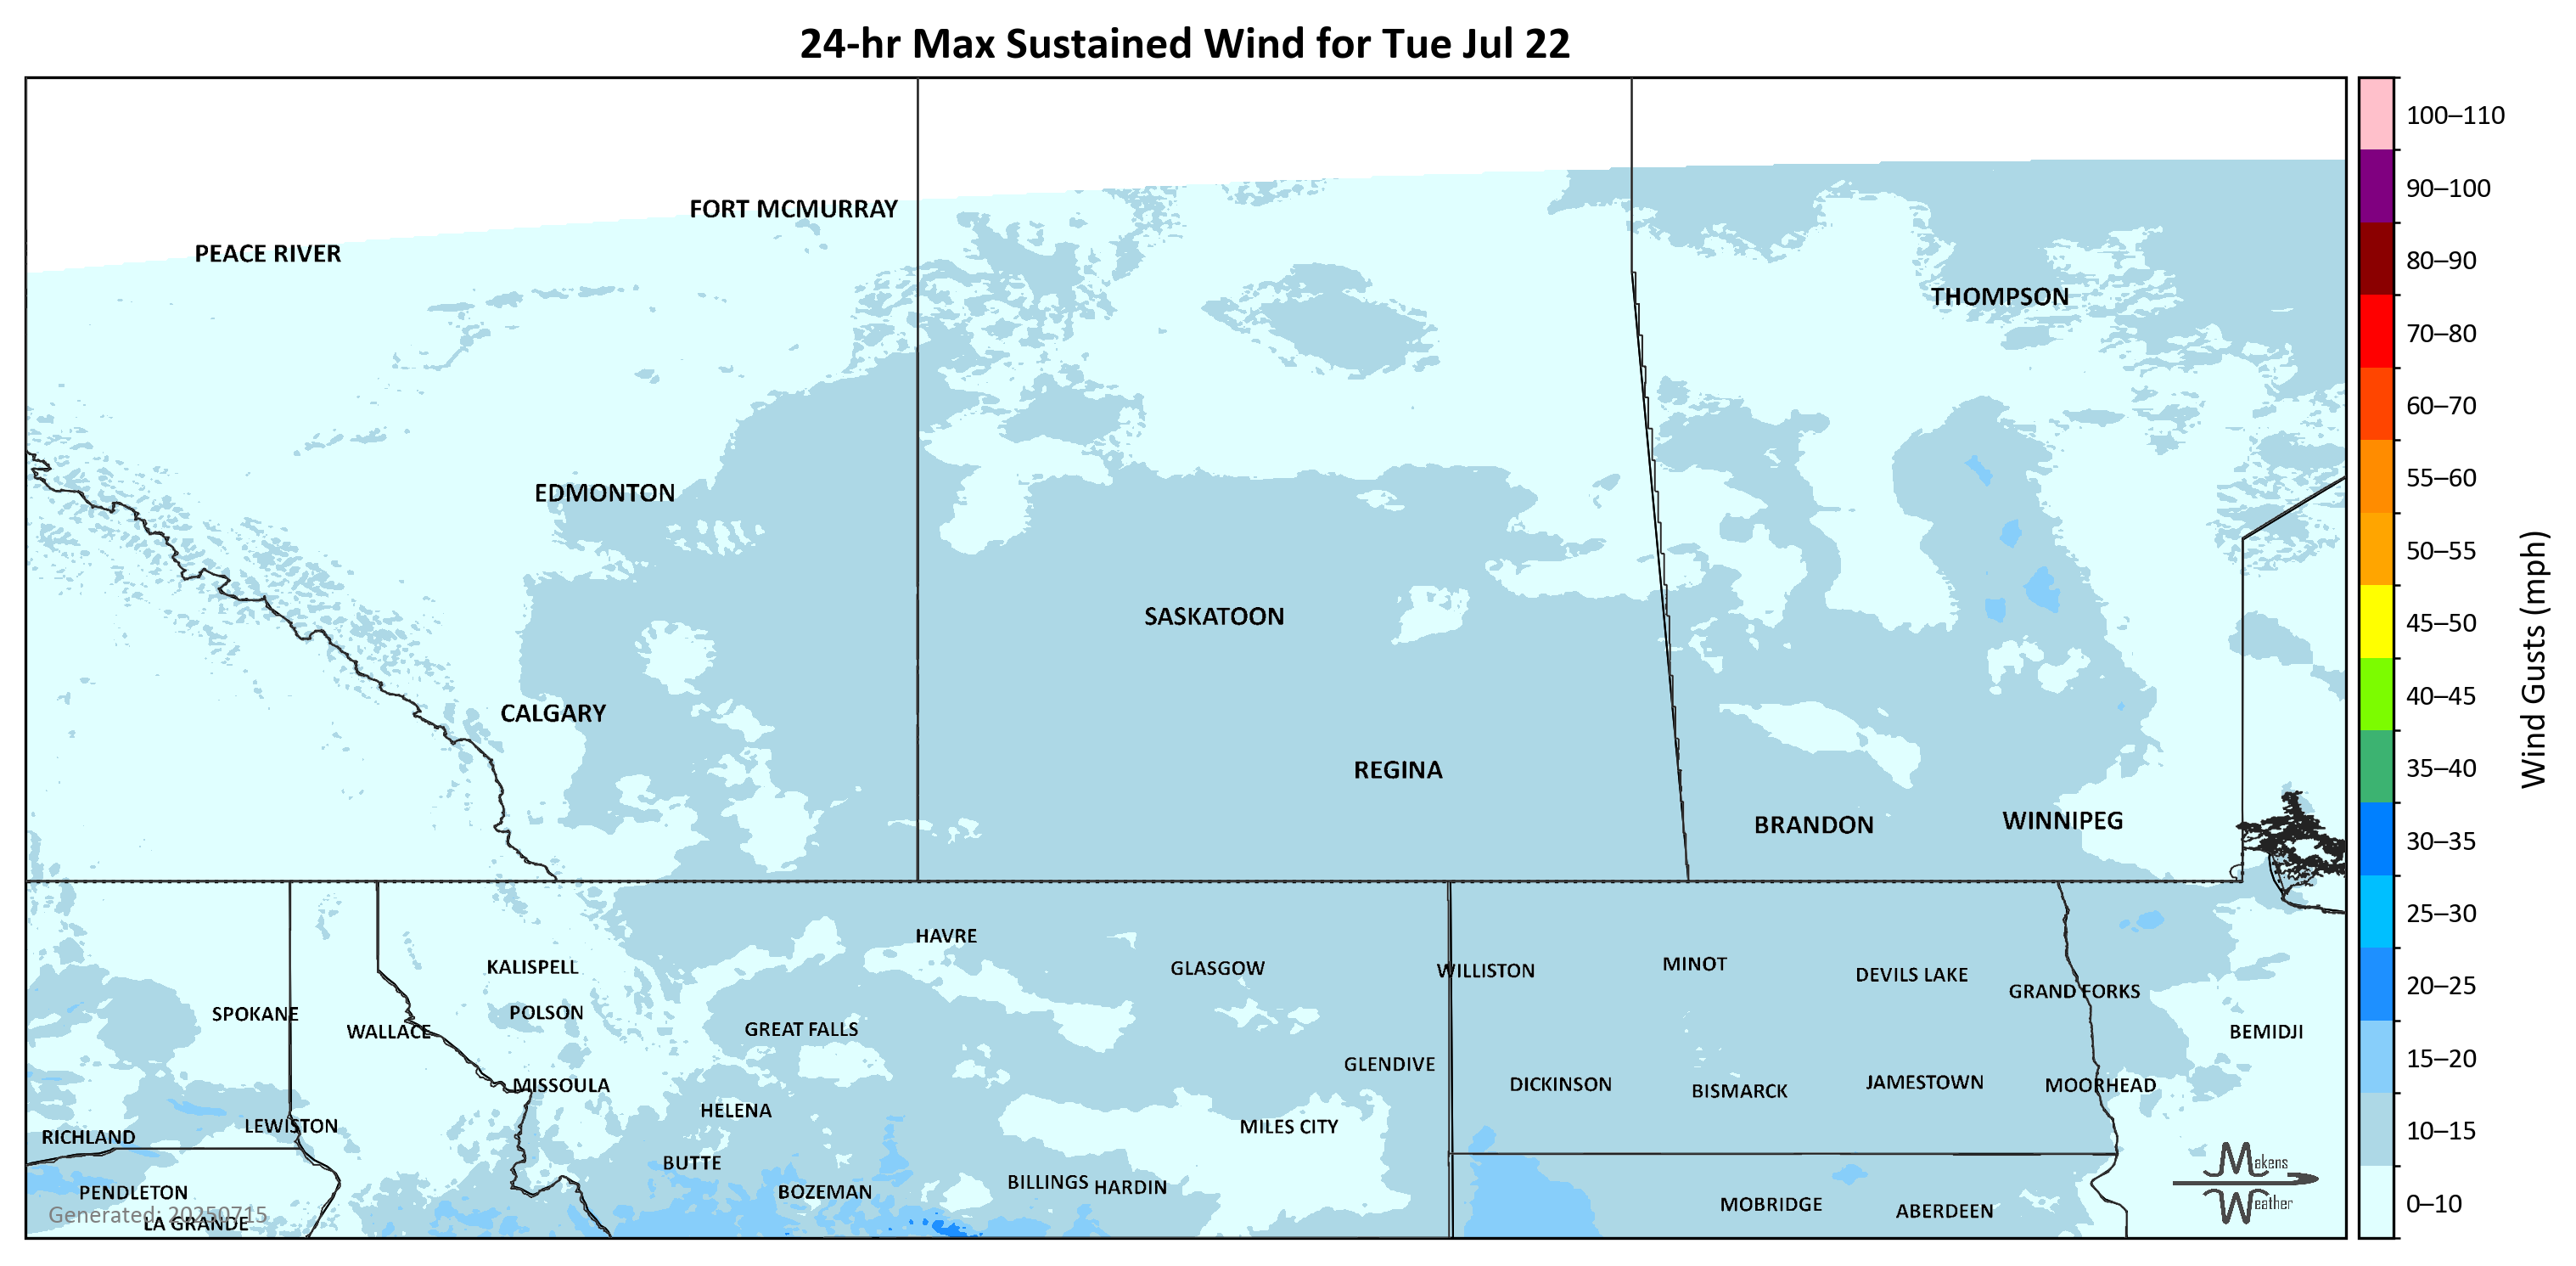 24-hr Max Sustained Wind for Tue Jul 22
FORT MCMURRAY
PEACE RIVER
THOMPSON
EDMONTON
SASKATOON
CALGARY
REGINA
BRANDON
WINNIPEG
HAVRE
KALISPELL
GLASGOW
WILLISTON
MINOT
DEVILS LAKE
GRAND FORKS
SPOKANE
POLSON
WALLACE
GREAT FALLS
BEMIDJI
GLENDIVE
MISSOULA
DICKINSON
BISMARCK
JAMESTOWN
MOORHEAD
HELENA
LEWISTON
MILES CITY
RICHLAND
BUTTE
PENDLETON
BOZEMAN
BILLINGS
HARDIN
MOBRIDGE
ABERDEEN
Generated: 20250715
LA GRANDE
Makens
Weather
100–110
90–100
80–90
70–80
60–70
55–60
50–55
45–50
40–45
35–40
30–35
25–30
20–25
15–20
10–15
0–10
Wind Gusts (mph)